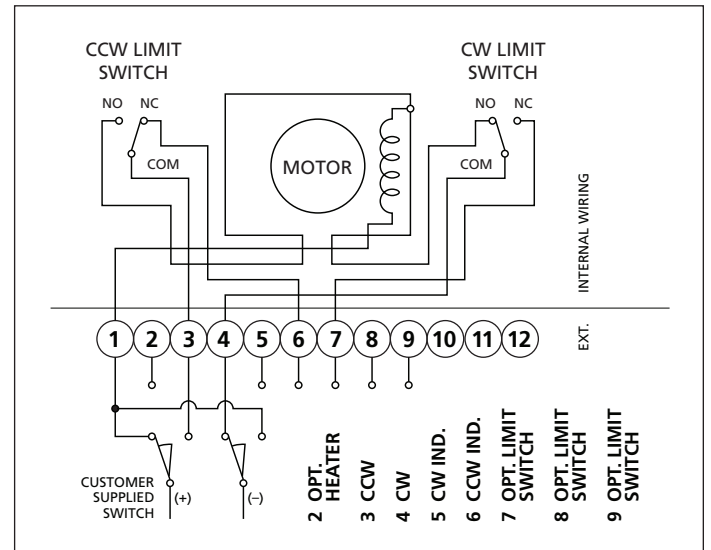 CCW LIMIT
SWITCH
CW LIMIT
SWITCH
NO NC
NO NC
COM
MOTOR
COM
INTERNAL WIRING
1 2 3 4 5 6 7 8 9 10 11 12
EXT.
CUSTOMER
SUPPLIED
SWITCH
(+)
(–)
2 OPT.
HEATER
3 CCW
4 CW
5 CW IND.
6 CCW IND.
7 OPT. LIMIT
SWITCH
8 OPT. LIMIT
SWITCH
9 OPT. LIMIT
SWITCH